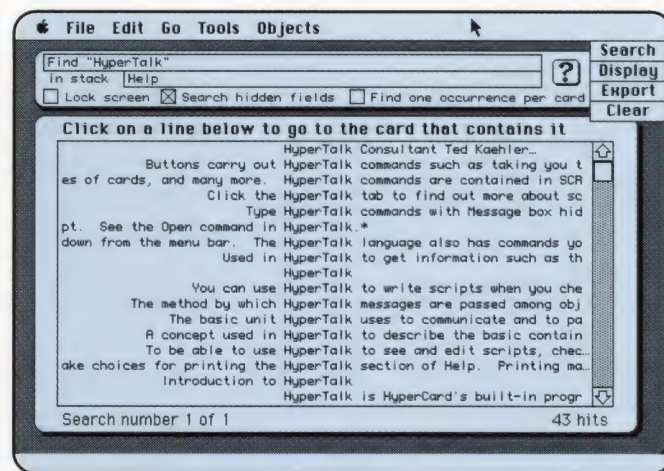 File Edit Go Tools Objects
Find "HyperTalk"
in stack Help
Lock screen Search hidden fields Find one occurrence per card
?
Search
Display
Export
Clear
Click on a line below to go to the card that contains it
HyperTalk Consultant Ted Kaehler…
Buttons carry out HyperTalk commands such as taking you t
es of cards, and many more. HyperTalk commands are contained in SCR
Click the HyperTalk tab to find out more about sc
Type HyperTalk commands with Message box hid
pt. See the Open command in HyperTalk.*
down from the menu bar. The HyperTalk language also has commands yo
Used in HyperTalk to get information such as th
HyperTalk
You can use HyperTalk to write scripts when you che
The method by which HyperTalk messages are passed among obj
The basic unit HyperTalk uses to communicate and to pa
A concept used in HyperTalk to describe the basic contain
To be able to use HyperTalk to see and edit scripts, chec…
ake choices for printing the HyperTalk section of Help. Printing ma…
Introduction to HyperTalk
HyperTalk is HyperCard's built-in progr
Search number 1 of 1 43 hits